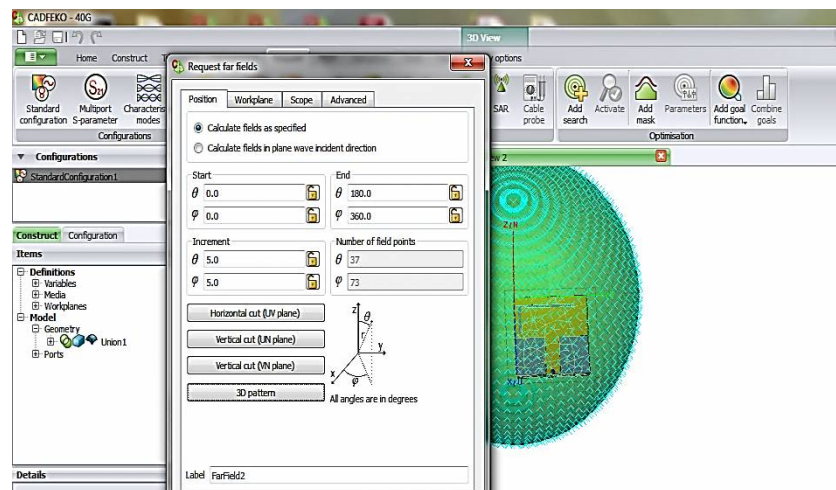 CADFEKO - 40G
3D View
Home Construct
options
Standard configuration
Multiport S-parameter
Characteris modes
Configurations
SAR
Cable probe
Add search
Activate
Add mask
Parameters
Add goal function
Combine goals
Optimisation
Configurations
StandardConfiguration1
ew 2
Construct Configuration
Items
Definitions
Variables
Media
Workplanes
Model
Geometry
Union1
Ports
Details
Request far fields
Position Workplane Scope Advanced
Calculate fields as specified
Calculate fields in plane wave incident direction
Start
θ 0.0
φ 0.0
End
θ 180.0
φ 360.0
Increment
θ 5.0
φ 5.0
Number of field points
θ 37
φ 73
Horizontal cut (UV plane)
Vertical cut (UN plane)
Vertical cut (VN plane)
3D pattern
z
θ
r
y
x
φ
All angles are in degrees
Label FarField2